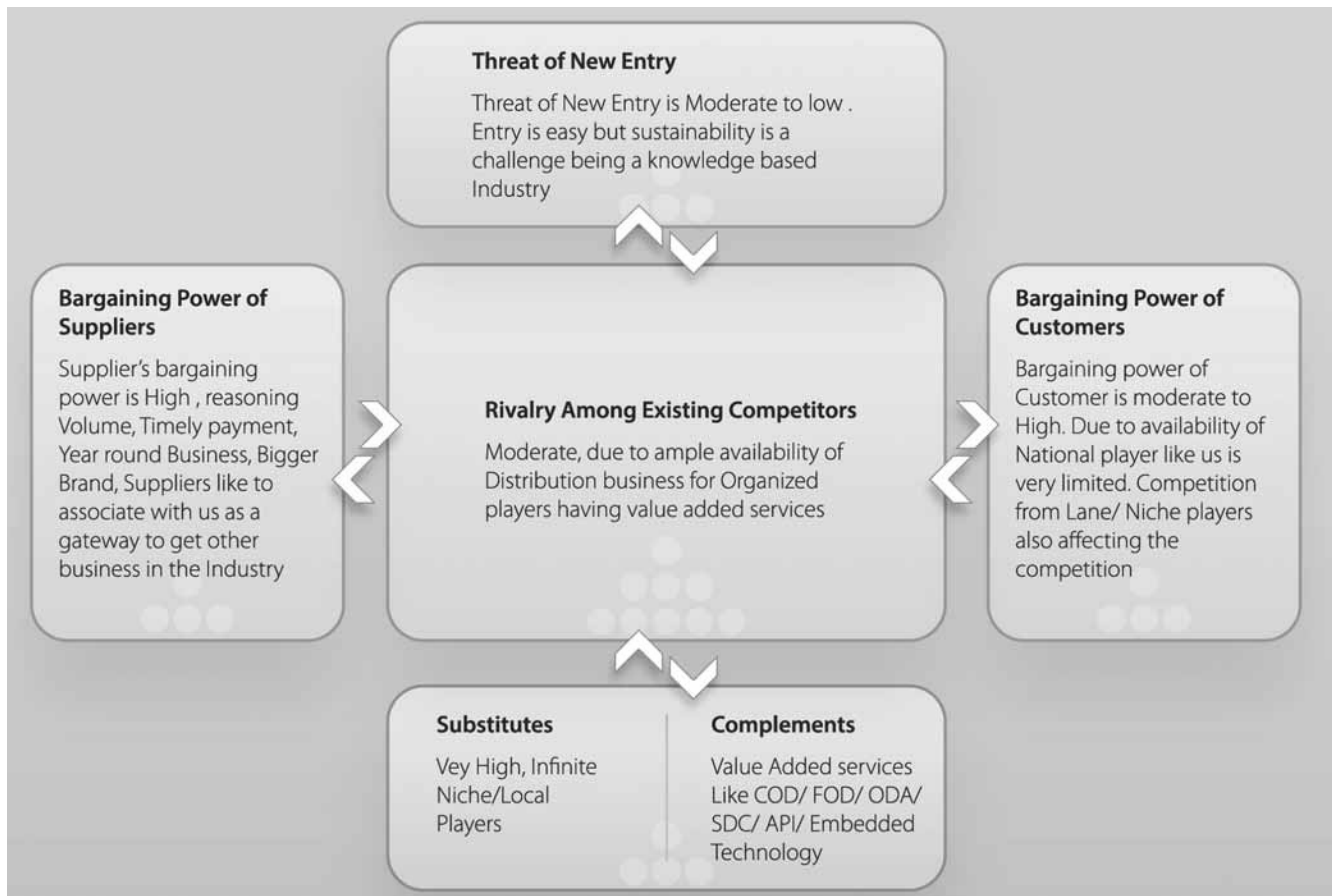 Threat of New Entry
Threat of New Entry is Moderate to low .
Entry is easy but sustainability is a
challenge being a knowledge based
Industry
Bargaining Power of
Suppliers
Supplier's bargaining
power is High , reasoning
Volume, Timely payment,
Year round Business, Bigger
Brand, Suppliers like to
associate with us as a
gateway to get other
business in the Industry
Rivalry Among Existing Competitors
Moderate, due to ample availability of
Distribution business for Organized
players having value added services
Bargaining Power of
Customers
Bargaining power of
Customer is moderate to
High. Due to availability of
National player like us is
very limited. Competition
from Lane/ Niche players
also affecting the
competition
Substitutes
Vey High, Infinite
Niche/Local
Players
Complements
Value Added services
Like COD/ FOD/ ODA/
SDC/ API/ Embedded
Technology